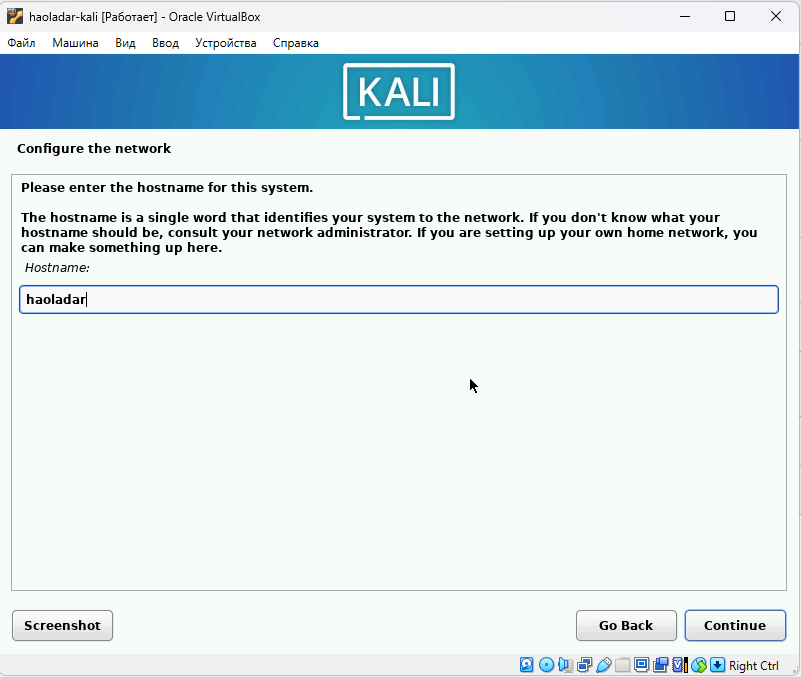 haoladar-kali [Работает] - Oracle VirtualBox
Файл Машина Вид Ввод Устройства Справка
KALI
Configure the network
Please enter the hostname for this system.
The hostname is a single word that identifies your system to the network. If you don't know what your
hostname should be, consult your network administrator. If you are setting up your own home network, you
can make something up here.
Hostname:
haoladar
Screenshot Go Back Continue
Right Ctrl